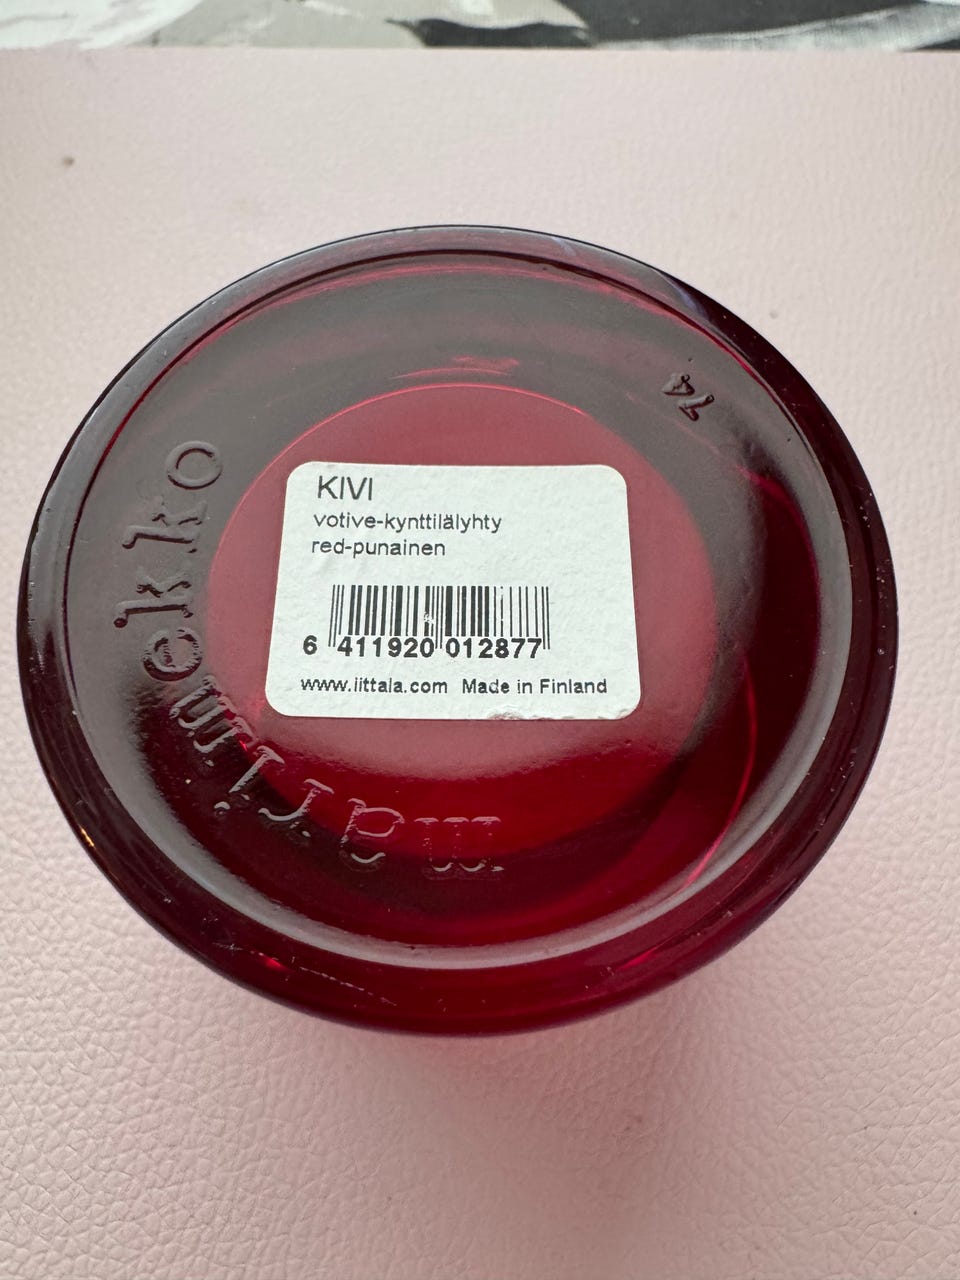 74
marimekko
KIVI
votive-kynttilälyhty
red-punainen
6 411920 012877
www.iittala.com Made in Finland